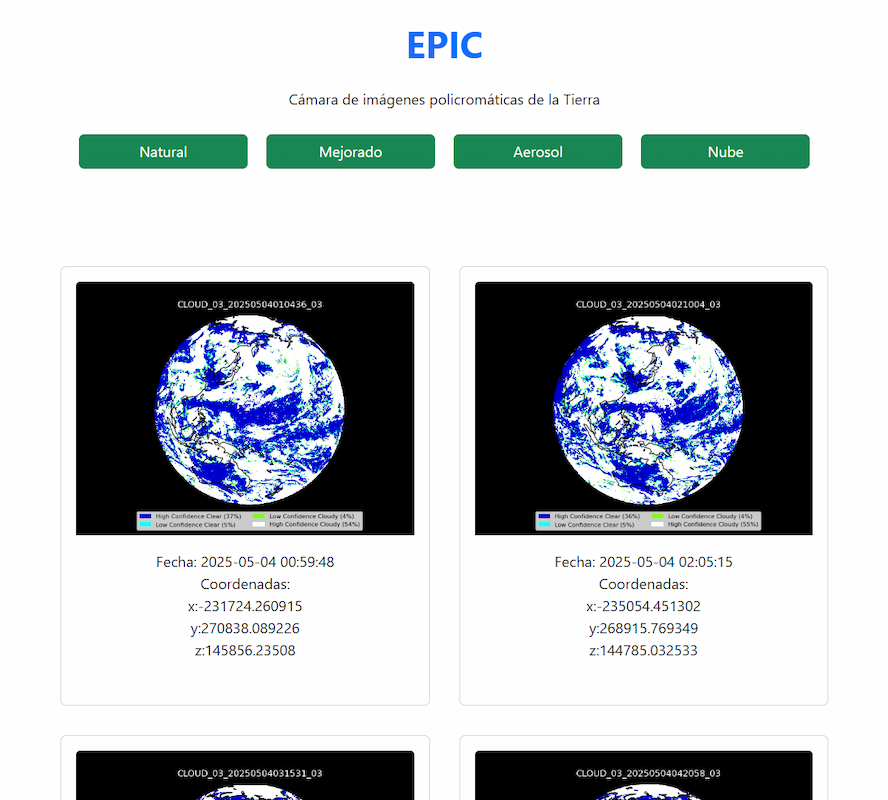 EPIC
Cámara de imágenes policromáticas de la Tierra
Natural
Mejorado
Aerosol
Nube
CLOUD_03_20250504010436_03
High Confidence Clear (37%)
Low Confidence Cloudy (4%)
Low Confidence Clear (5%)
High Confidence Cloudy (54%)
Fecha: 2025-05-04 00:59:48
Coordenadas:
x:-231724.260915
y:270838.089226
z:145856.23508
CLOUD_03_20250504021004_03
High Confidence Clear (36%)
Low Confidence Cloudy (4%)
Low Confidence Clear (5%)
High Confidence Cloudy (55%)
Fecha: 2025-05-04 02:05:15
Coordenadas:
x:-235054.451302
y:268915.769349
z:144785.032533
CLOUD_03_20250504031531_03
CLOUD_03_20250504042058_03